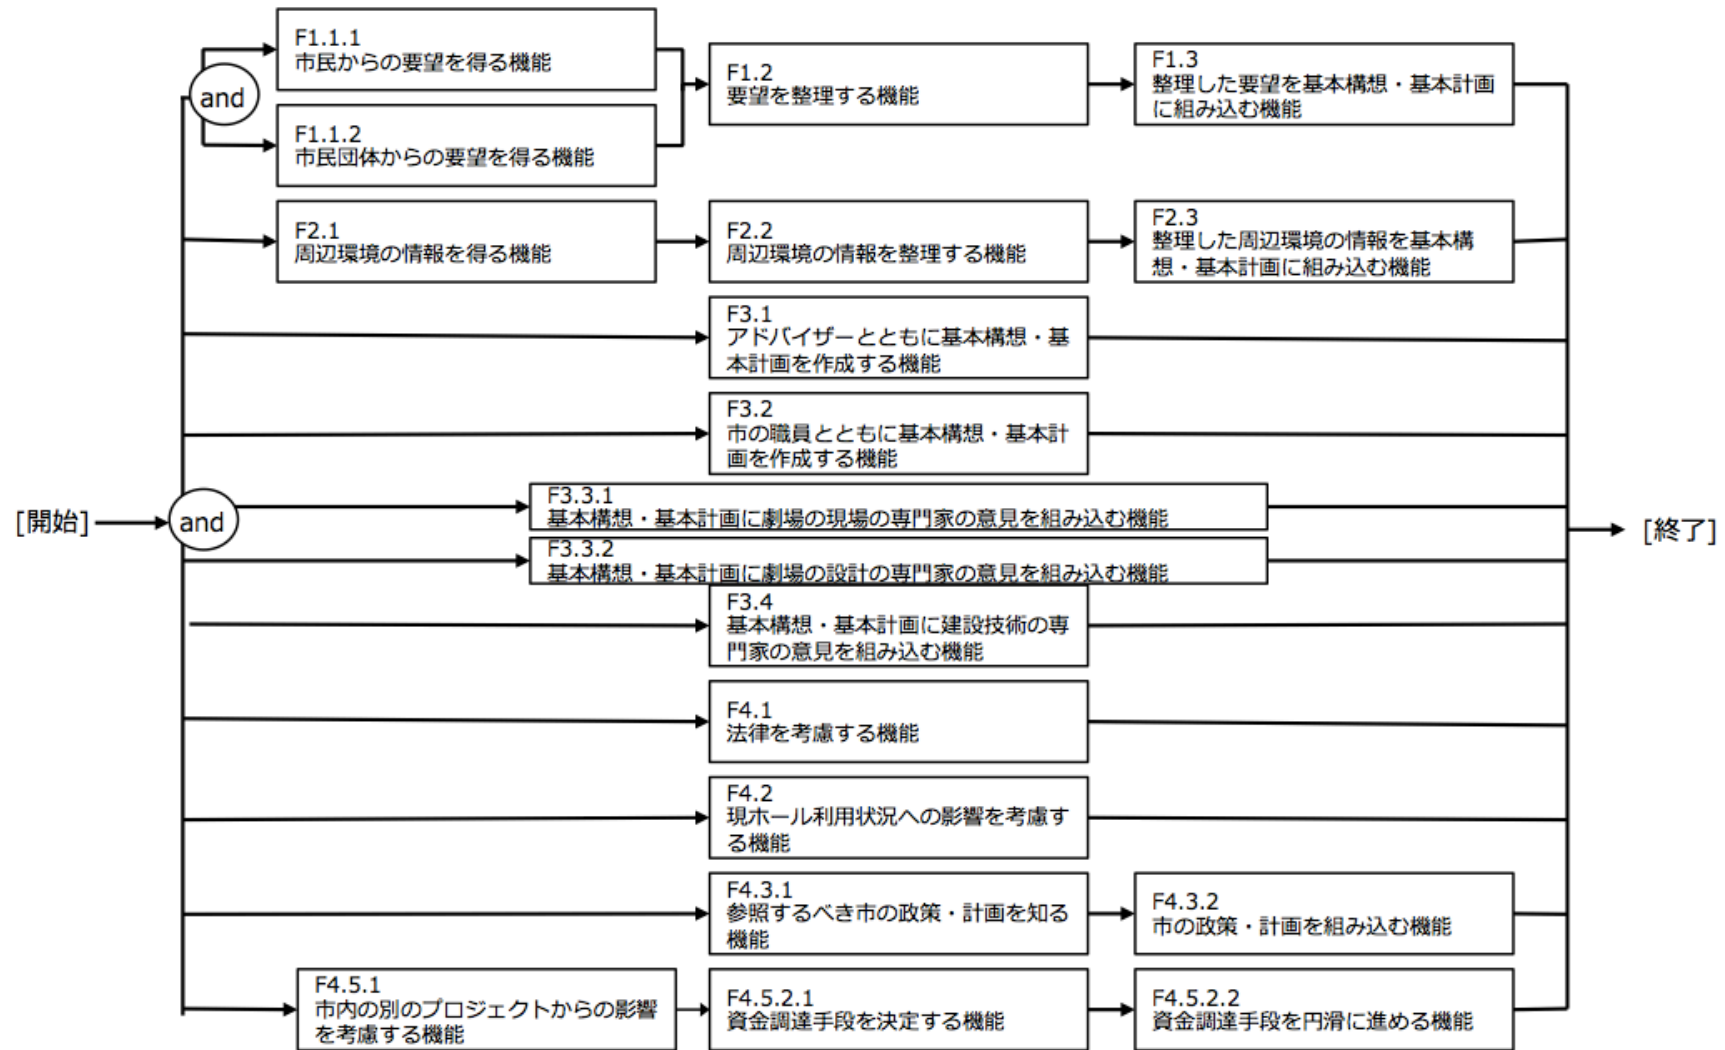 F1.1.1
市民からの要望を得る機能
and
F1.1.2
市民団体からの要望を得る機能
F1.2
要望を整理する機能
F1.3
整理した要望を基本構想・基本計画
に組み込む機能
F2.1
周辺環境の情報を得る機能
F2.2
周辺環境の情報を整理する機能
F2.3
整理した周辺環境の情報を基本構
想・基本計画に組み込む機能
F3.1
アドバイザーとともに基本構想・基
本計画を作成する機能
F3.2
市の職員とともに基本構想・基本計
画を作成する機能
[開始]
and
F3.3.1
基本構想・基本計画に劇場の現場の専門家の意見を組み込む機能
F3.3.2
基本構想・基本計画に劇場の設計の専門家の意見を組み込む機能
[終了]
F3.4
基本構想・基本計画に建設技術の専
門家の意見を組み込む機能
F4.1
法律を考慮する機能
F4.2
現ホール利用状況への影響を考慮す
る機能
F4.3.1
参照するべき市の政策・計画を知る
機能
F4.3.2
市の政策・計画を組み込む機能
F4.5.1
市内の別のプロジェクトからの影響
を考慮する機能
F4.5.2.1
資金調達手段を決定する機能
F4.5.2.2
資金調達手段を円滑に進める機能